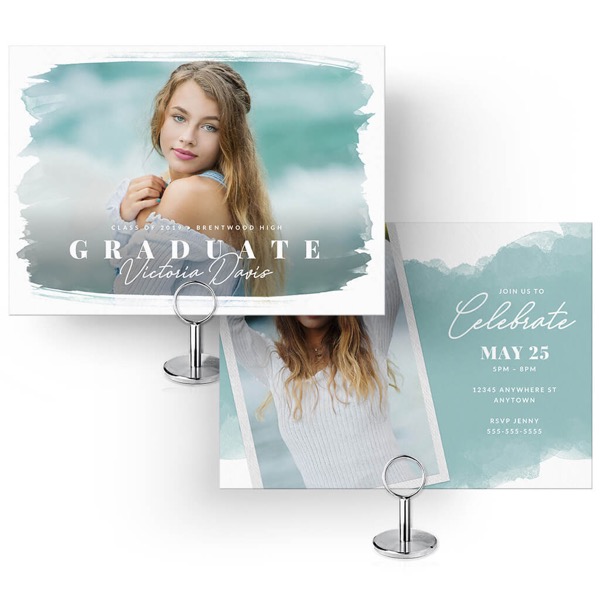 CLASS OF 2019 > BRENTWOOD HIGH
GRADUATE
Victoria Davis
JOIN US TO
Celebrate
MAY 25
5PM - 8PM
12345 ANYWHERE ST
ANYTOWN
RSVP JENNY
555-555-5555